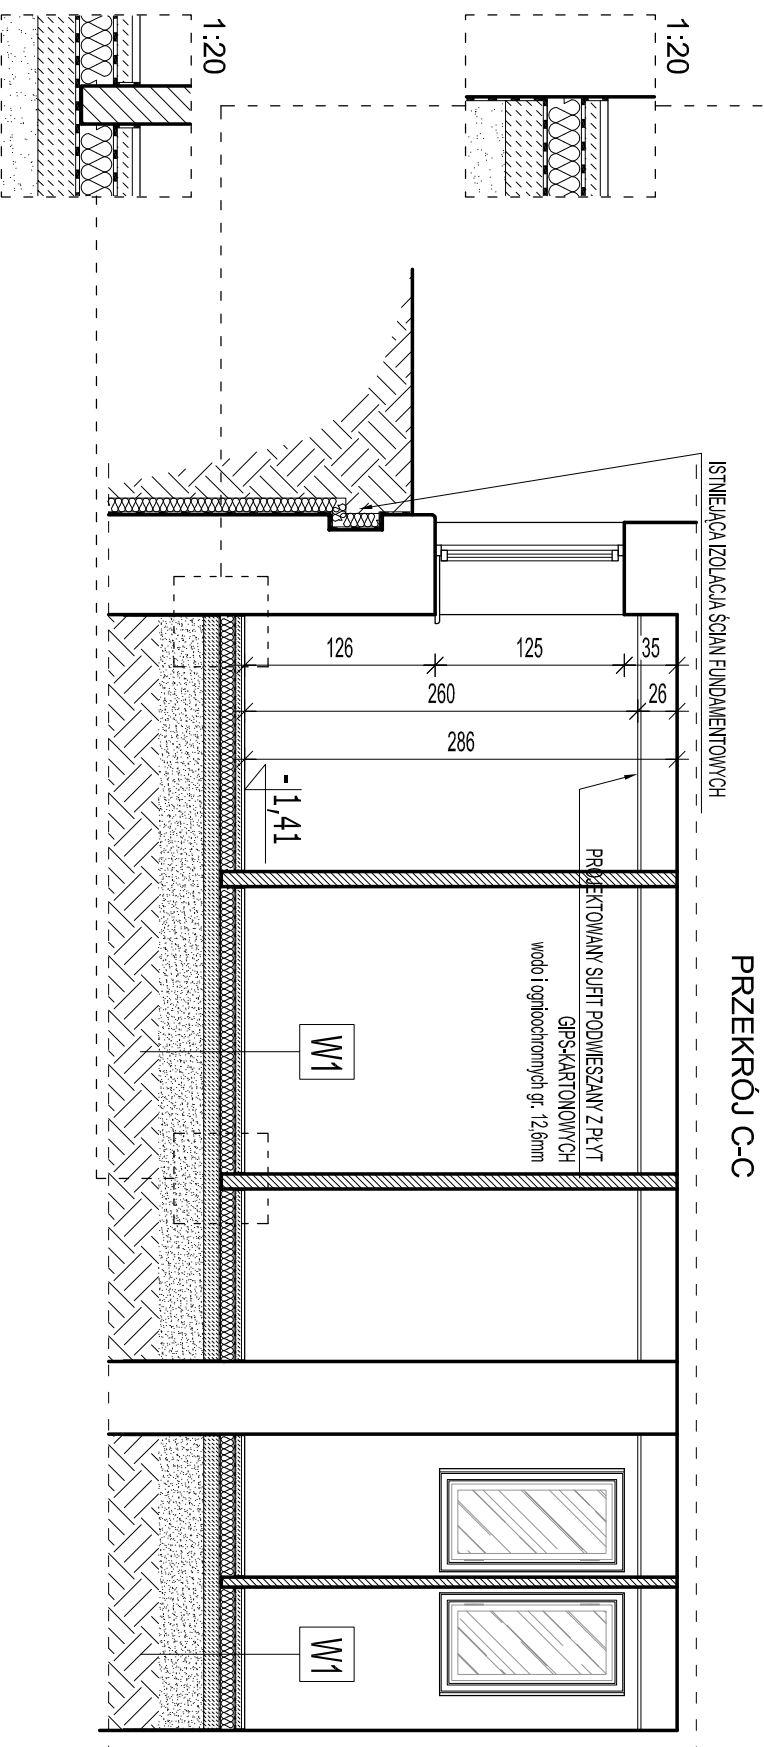 PRZEKRÓJ C-C
1:20
1:20
ISTNIEJĄCA IZOLACJA ŚCIAN FUNDAMENTOWYCH
35
125
126
26
260
286
- 1,41
PROJEKTOWANY SUFIT PODWIESZANY Z PŁYT
GIPS-KARTONOWYCH
wodo i ognioochronnych gr. 12,6mm
W1
W1